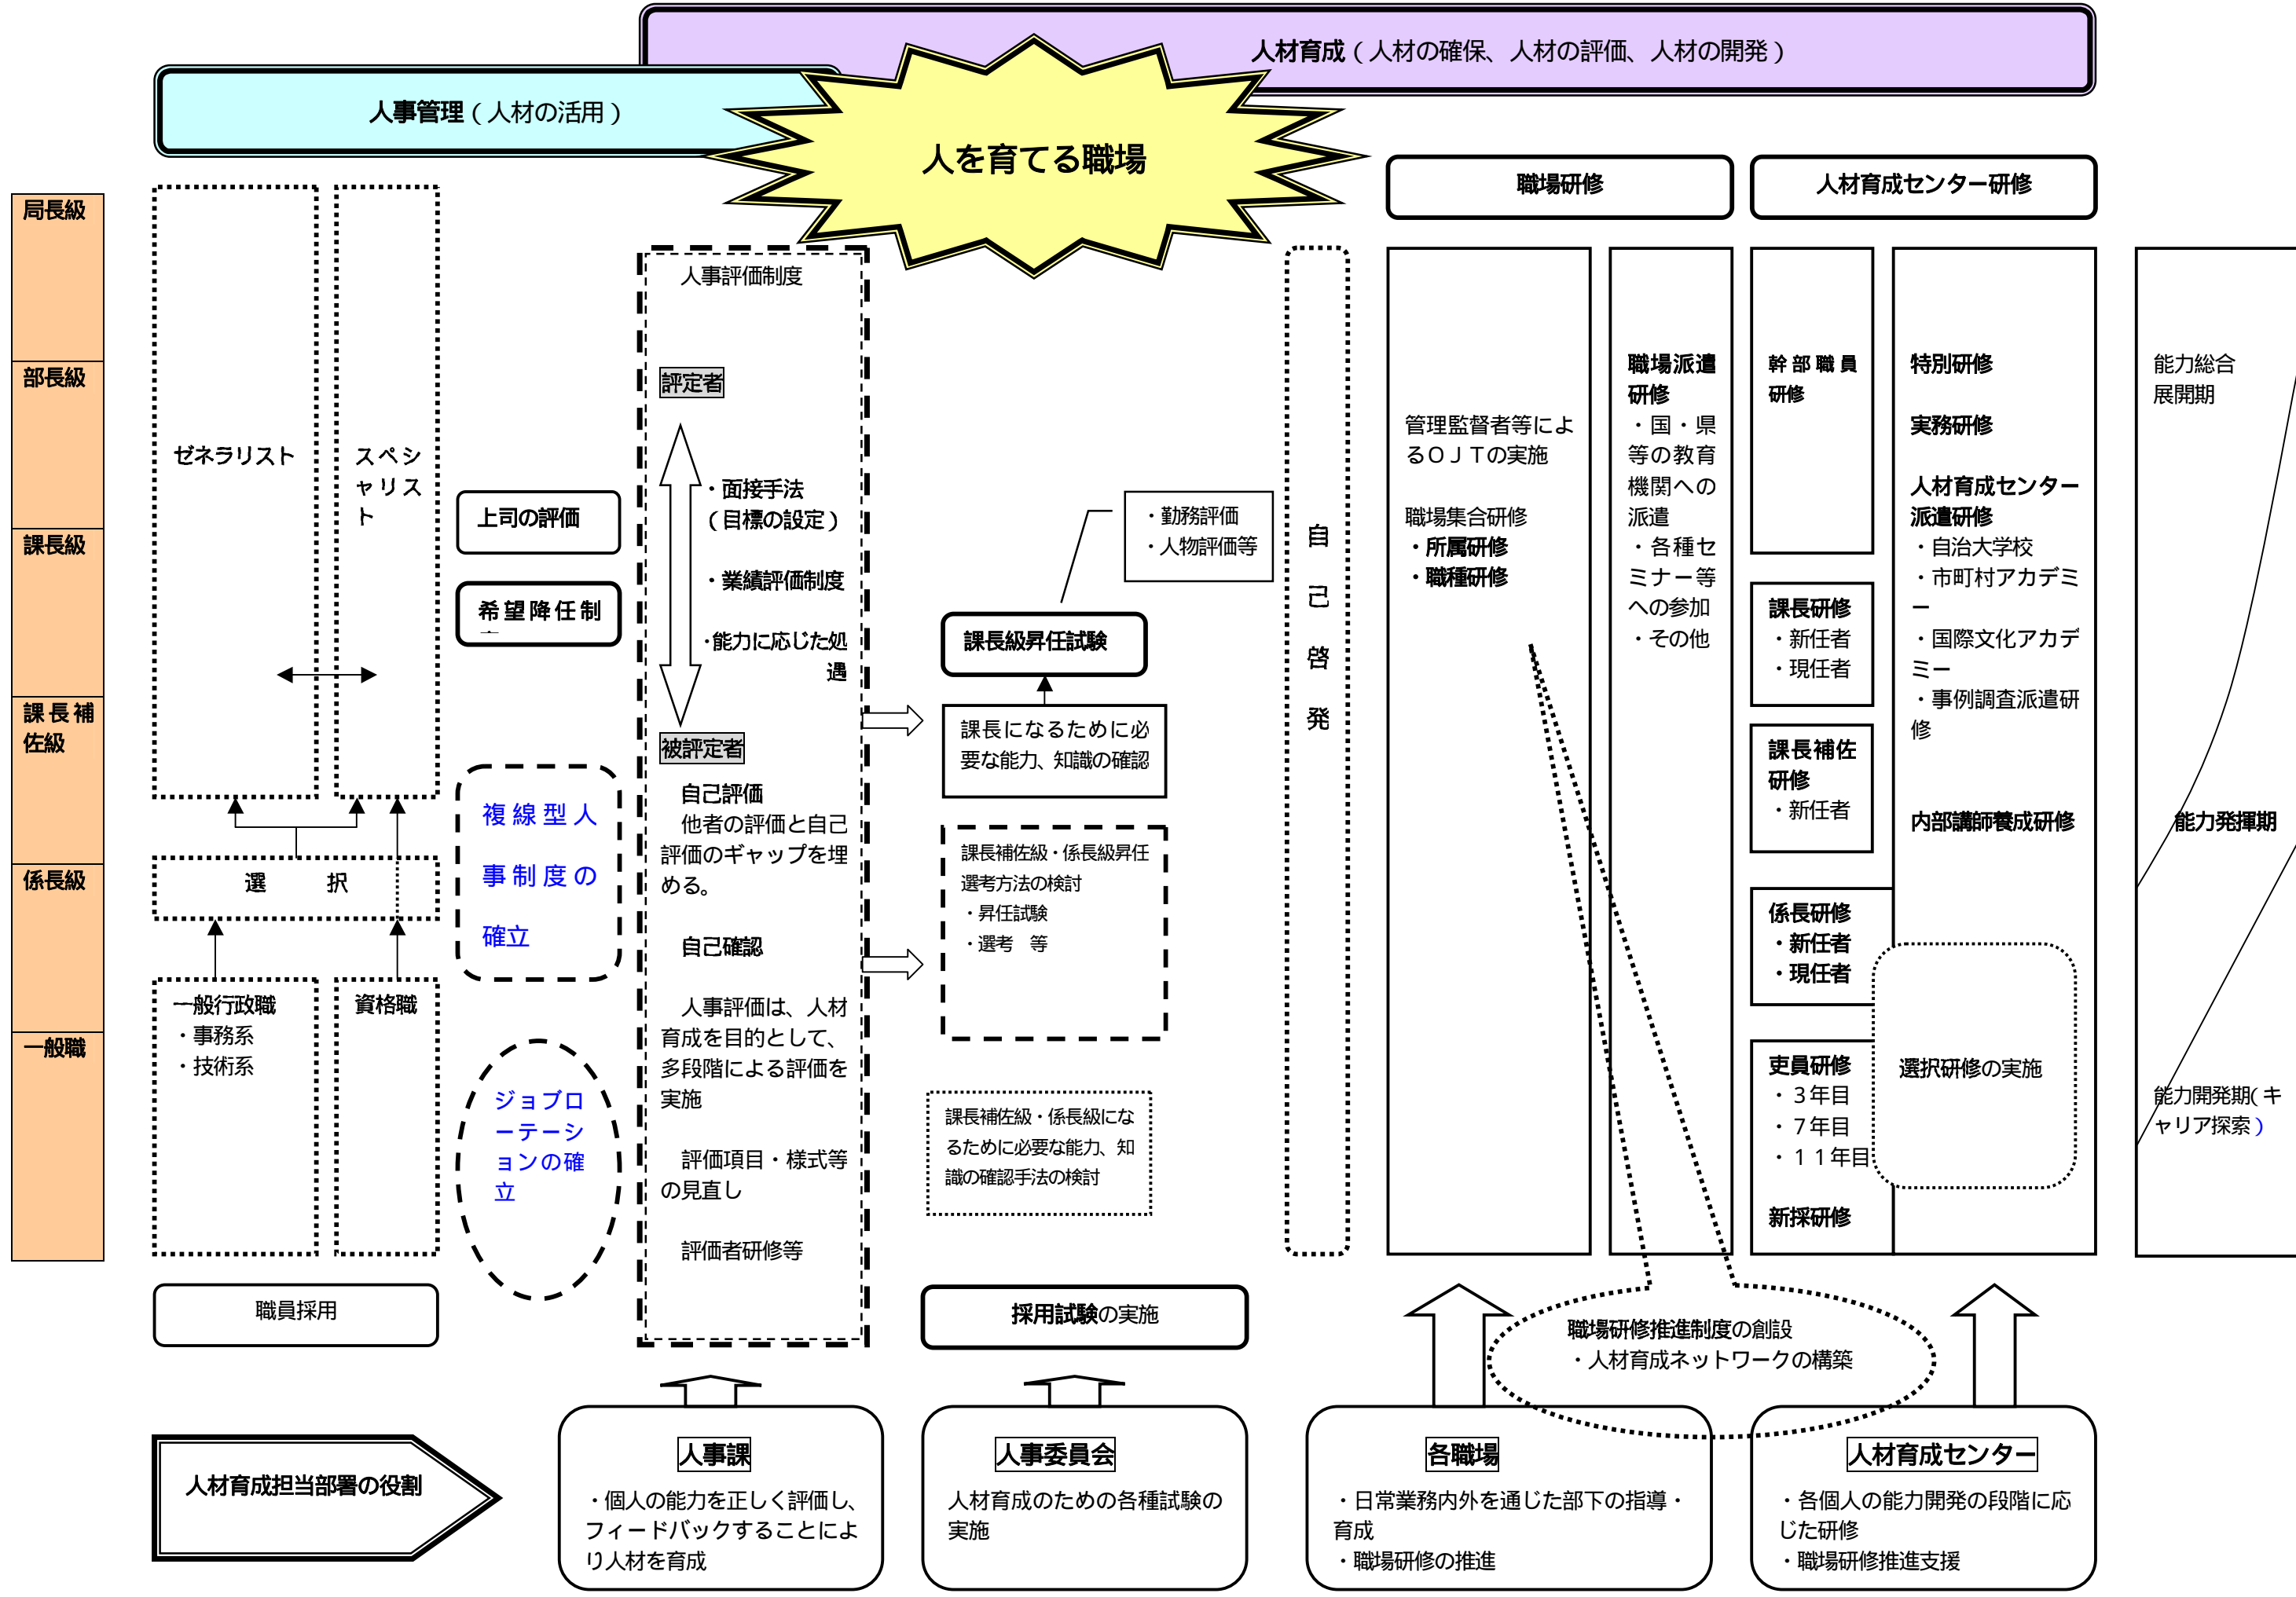 人材育成（人材の確保、人材の評価、人材の開発）
人事管理（人材の活用）
人を育てる職場
職場研修
人材育成センター研修
局長級
部長級
課長級
課長補
佐級
係長級
一般職
ゼネラリスト
スペシ
ャリス
ト
選　　択
一般行政職
・事務系
・技術系
資格職
職員採用
上司の評価
希望降任制
複線型人
事制度の
確立
ジョブロ
ーテーシ
ョンの確
立
人事評価制度
評定者
・面接手法
（目標の設定）
・業績評価制度
・能力に応じた処
遇
被評定者
自己評価
他者の評価と自己
評価のギャップを埋
める。
自己確認
人事評価は、人材
育成を目的として、
多段階による評価を
実施
評価項目・様式等
の見直し
評価者研修等
・勤務評価
・人物評価等
課長級昇任試験
課長になるために必
要な能力、知識の確認
課長補佐級・係長級昇任
選考方法の検討
・昇任試験
・選考　等
課長補佐級・係長級にな
るために必要な能力、知
識の確認手法の検討
採用試験の実施
自
己
啓
発
管理監督者等によ
るＯＪＴの実施
職場集合研修
・所属研修
・職種研修
職場派遣
研修
・国・県
等の教育
機関への
派遣
・各種セ
ミナー等
への参加
・その他
幹部職員
研修
課長研修
・新任者
・現任者
課長補佐
研修
・新任者
係長研修
・新任者
・現任者
吏員研修
・３年目
・７年目
・１１年目
新採研修
特別研修
実務研修
人材育成センター
派遣研修
・自治大学校
・市町村アカデミ
ー
・国際文化アカデ
ミー
・事例調査派遣研
修
内部講師養成研修
選択研修の実施
能力総合
展開期
能力発揮期
能力開発期（キ
ャリア探索）
職場研修推進制度の創設
・人材育成ネットワークの構築
人材育成担当部署の役割
人事課
・個人の能力を正しく評価し、
フィードバックすることによ
り人材を育成
人事委員会
人材育成のための各種試験の
実施
各職場
・日常業務内外を通じた部下の指導・
育成
・職場研修の推進
人材育成センター
・各個人の能力開発の段階に応
じた研修
・職場研修推進支援